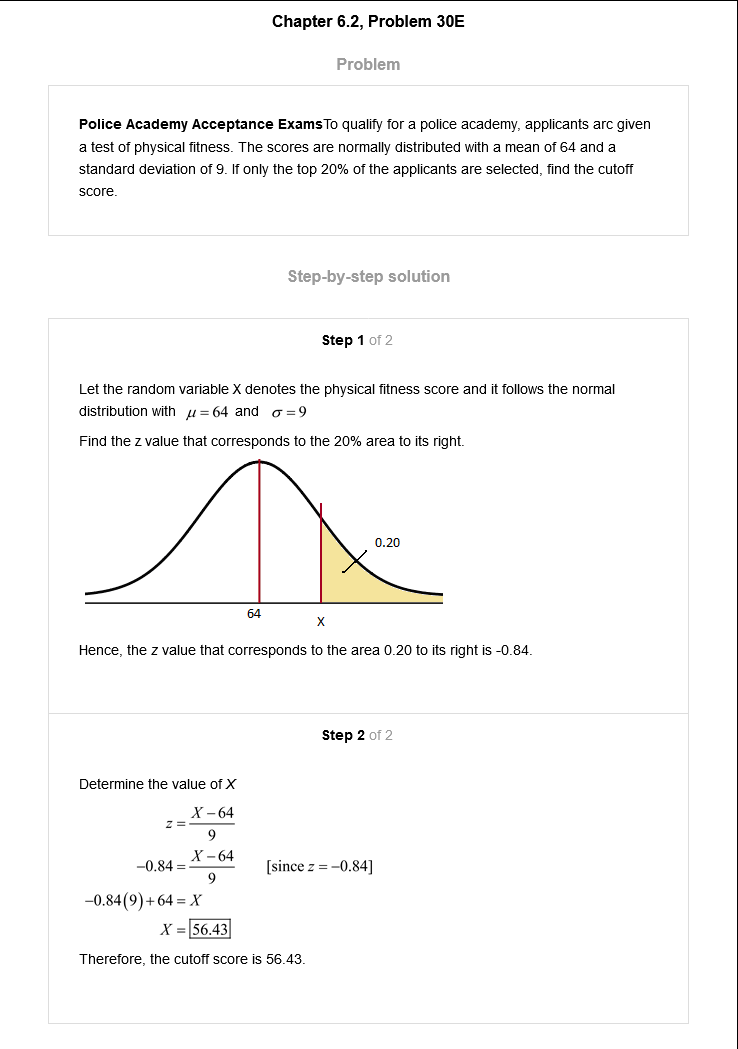 Chapter 6.2, Problem 30E
Problem
Police Academy Acceptance ExamsTo qualify for a police academy, applicants arc given
a test of physical fitness. The scores are normally distributed with a mean of 64 and a
standard deviation of 9. If only the top 20% of the applicants are selected, find the cutoff
score.
Step-by-step solution
Step 1 of 2
Let the random variable X denotes the physical fitness score and it follows the normal
distribution with μ = 64 and σ = 9
Find the z value that corresponds to the 20% area to its right.
0.20
64
X
Hence, the z value that corresponds to the area 0.20 to its right is -0.84.
Step 2 of 2
Determine the value of X
z = X − 64
9
−0.84 = X − 64 [since z = −0.84]
9
−0.84(9) + 64 = X
X = 56.43
Therefore, the cutoff score is 56.43.